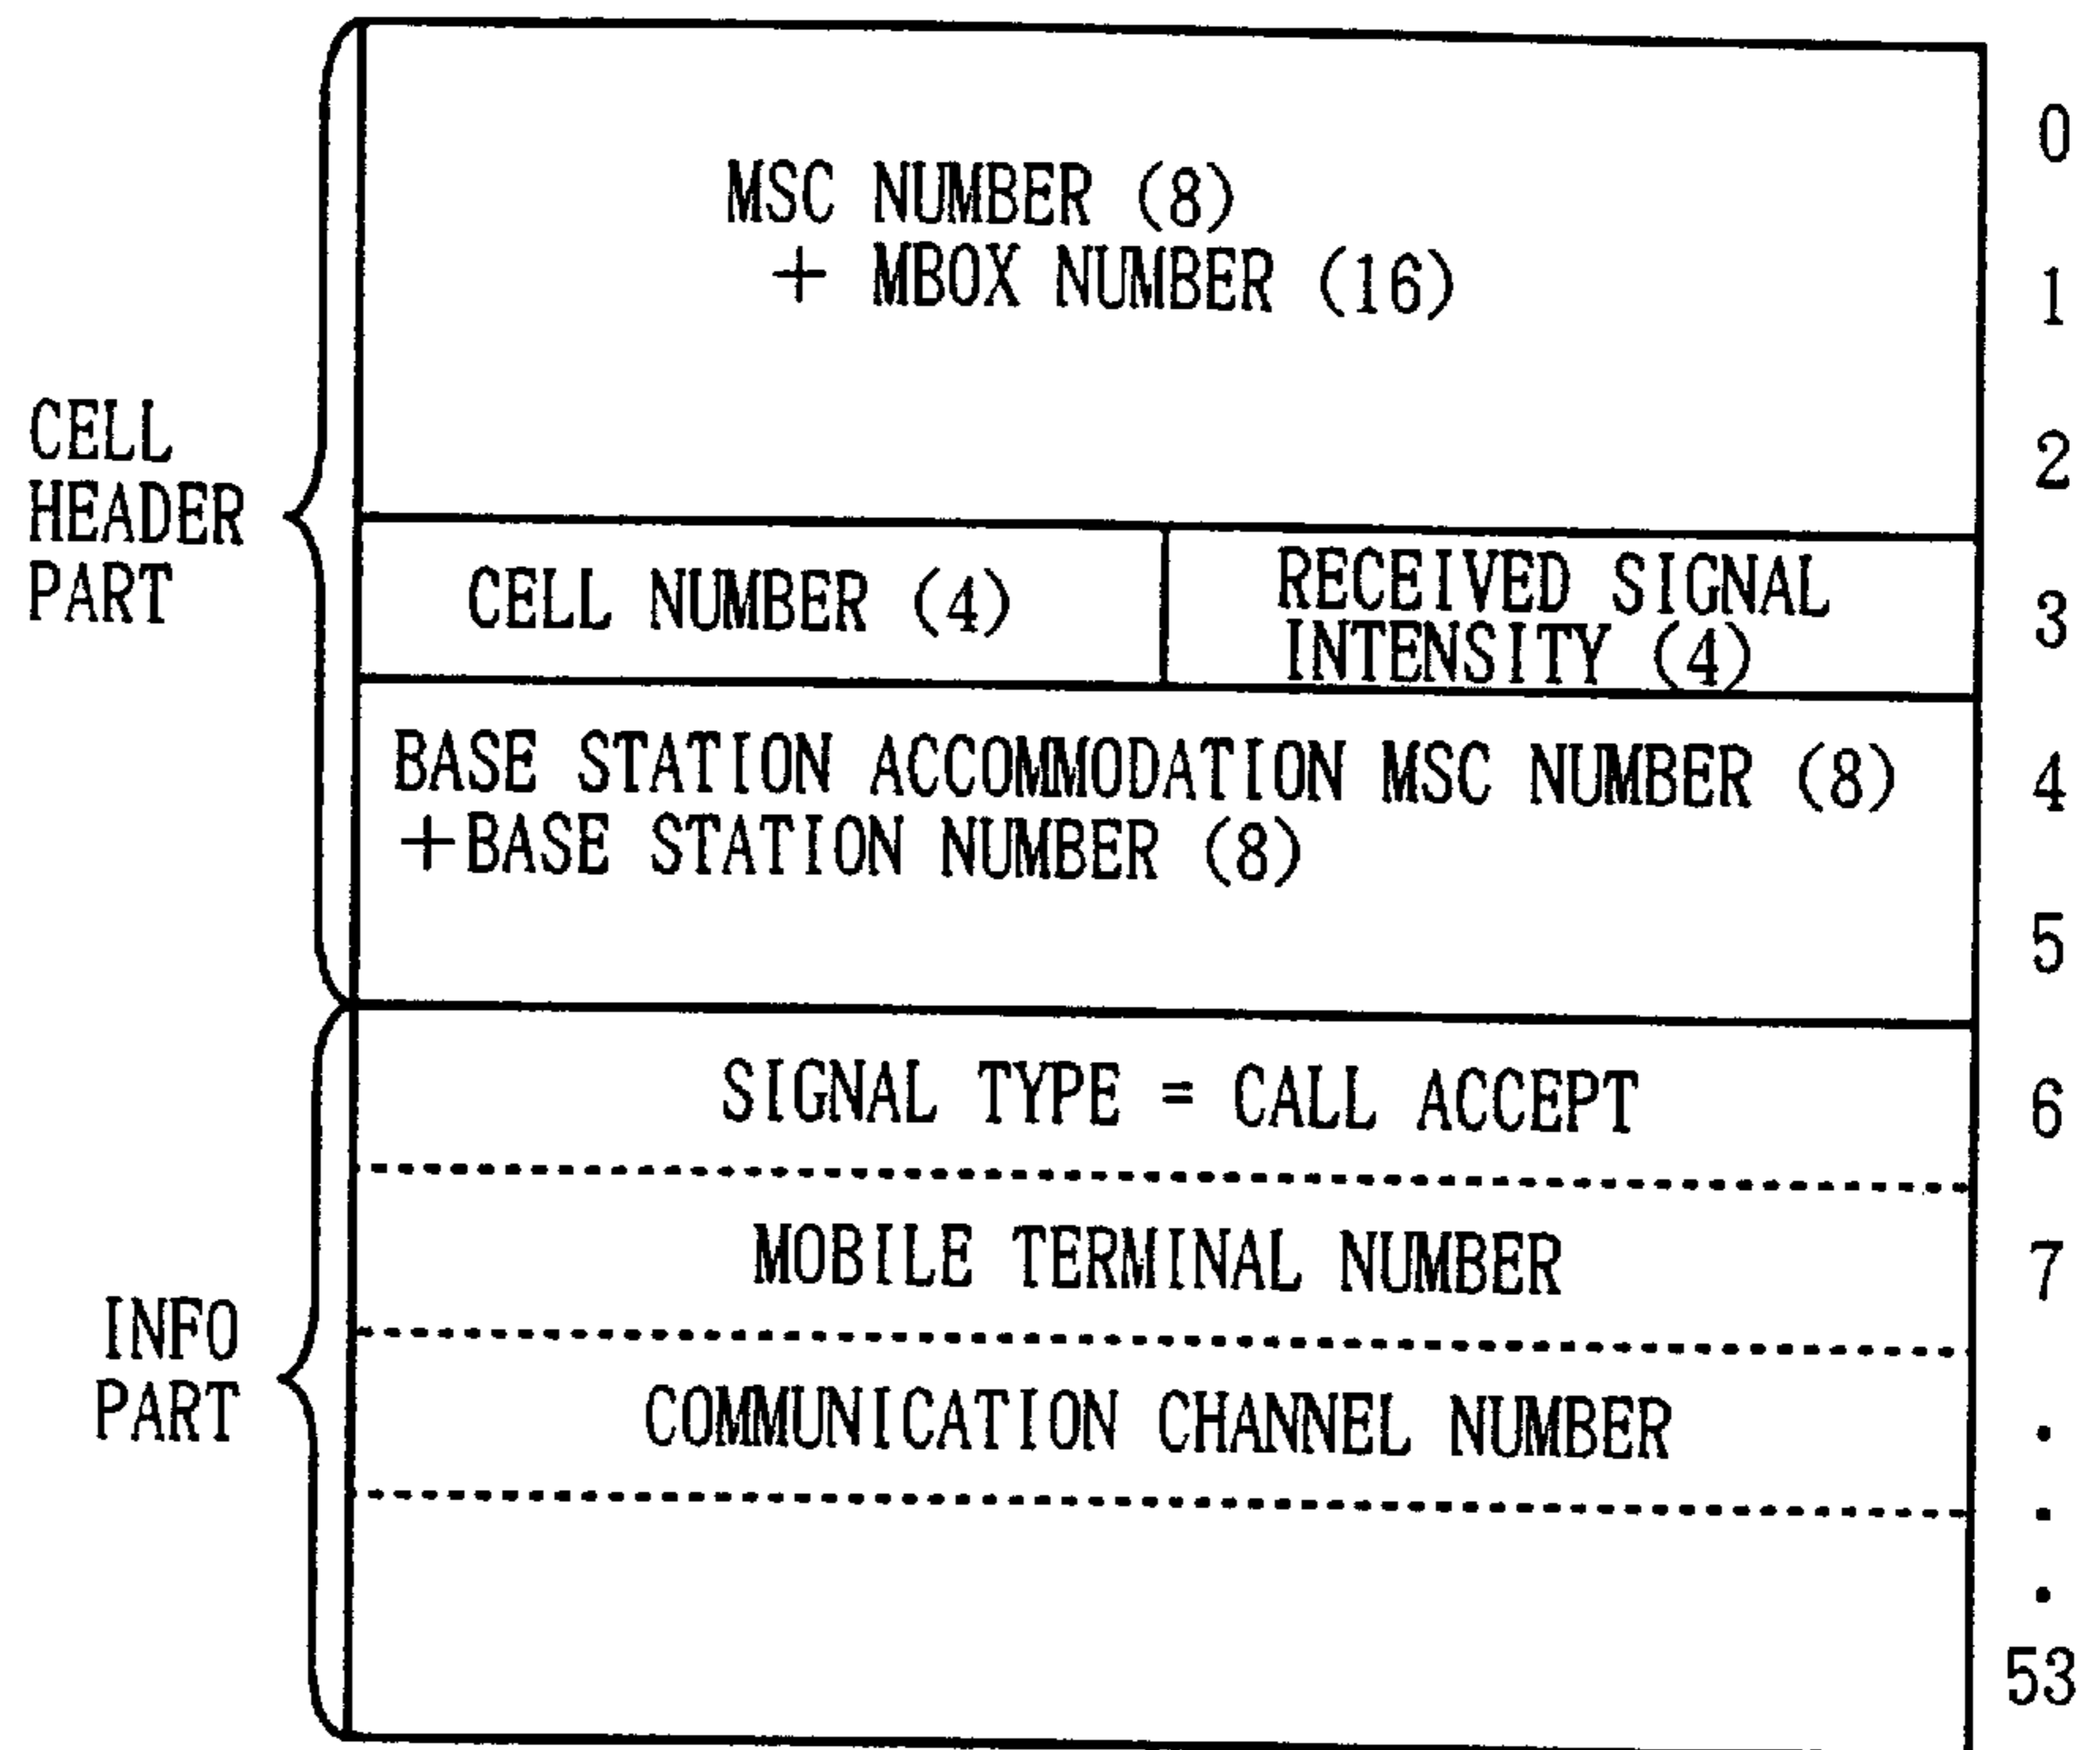 0
MSC NUMBER (8)
+ MBOX NUMBER (16)
1
2
CELL
HEADER
PART
CELL NUMBER (4)
RECEIVED SIGNAL
INTENSITY (4)
3
BASE STATION ACCOMMODATION MSC NUMBER (8)
+BASE STATION NUMBER (8)
4
5
SIGNAL TYPE = CALL ACCEPT
6
MOBILE TERMINAL NUMBER
7
INFO
PART
COMMUNICATION CHANNEL NUMBER
.
.
.
53